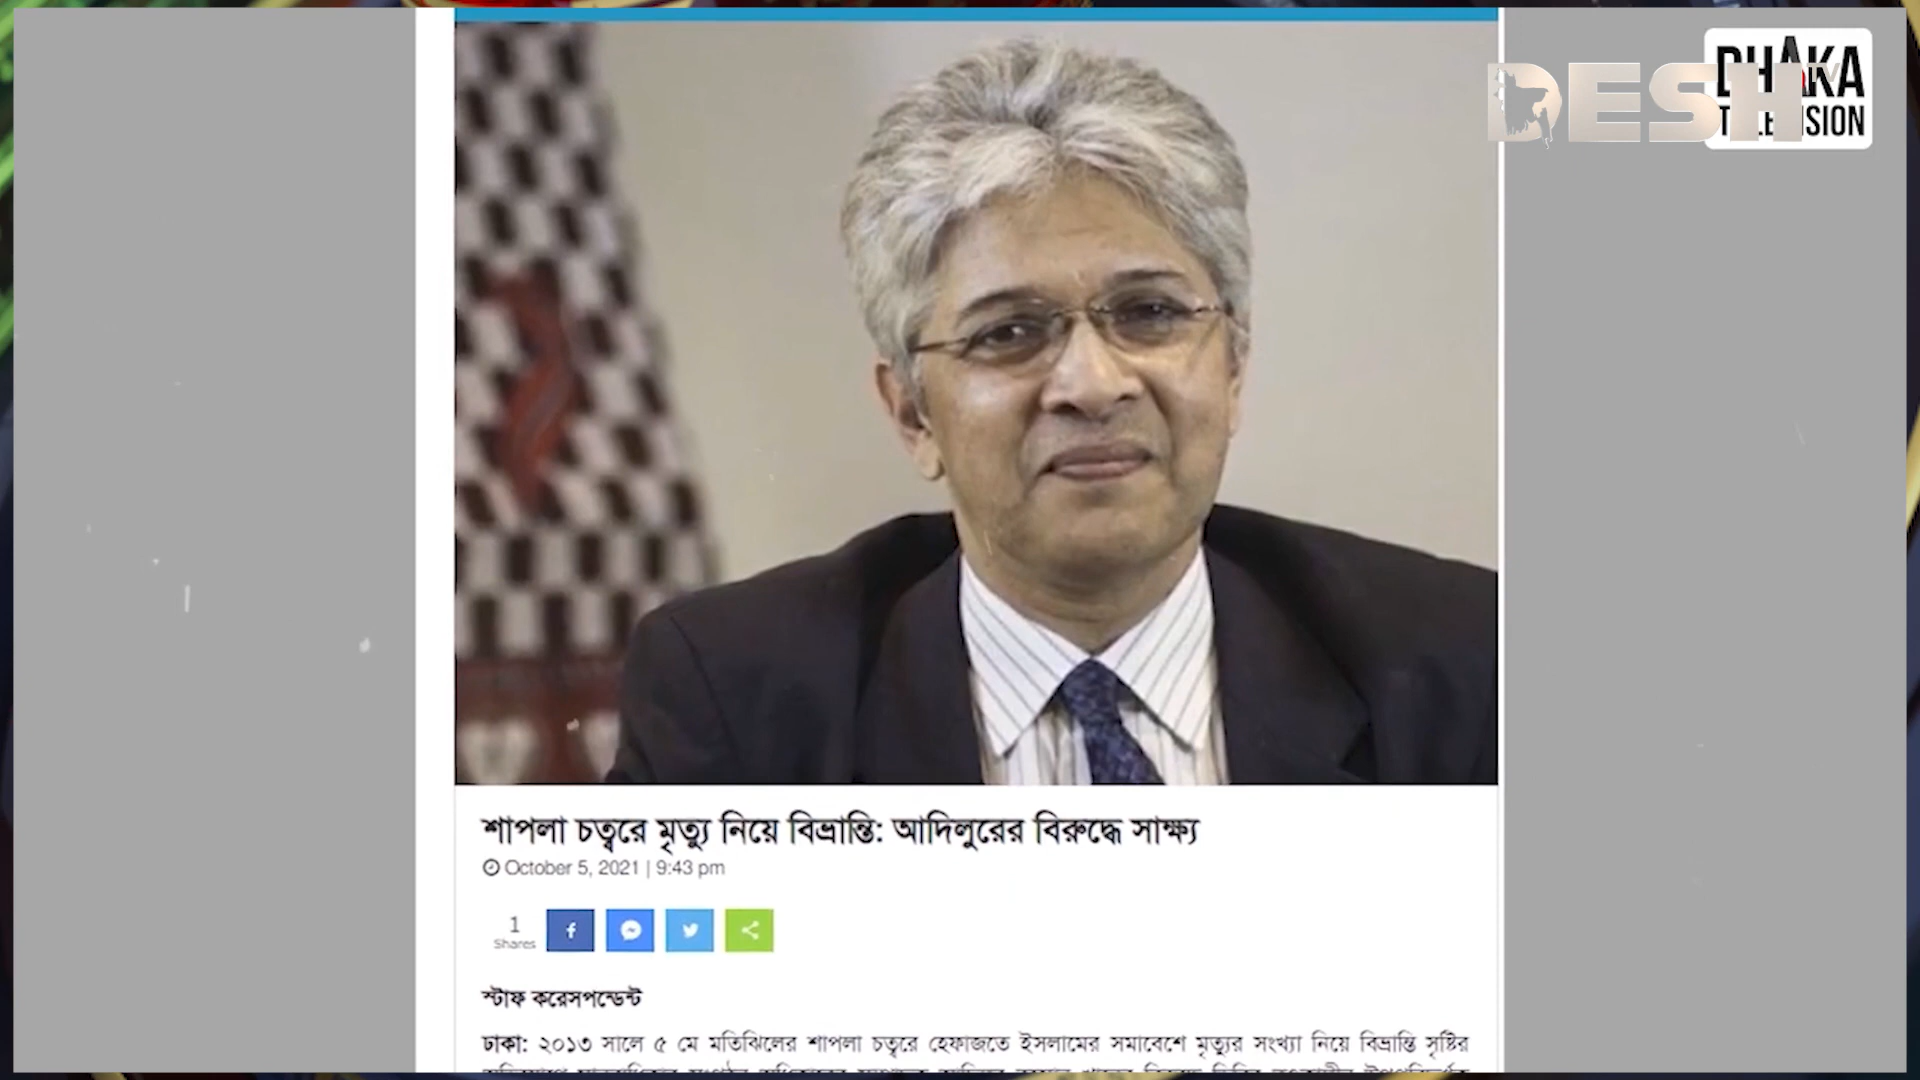 DESH TV
DHAKA
TELEVISION
শাপলা চত্বরে মৃত্যু নিয়ে বিভ্রান্তি: আদিলুরের বিরুদ্ধে সাক্ষ্য
October 5, 2021 | 9:43 pm
1
Shares
স্টাফ করেসপন্ডেন্ট
ঢাকা: ২০১৩ সালে ৫ মে মতিঝিলের শাপলা চত্বরে হেফাজতে ইসলামের সমাবেশে মৃত্যুর সংখ্যা নিয়ে বিভ্রান্তি সৃষ্টির